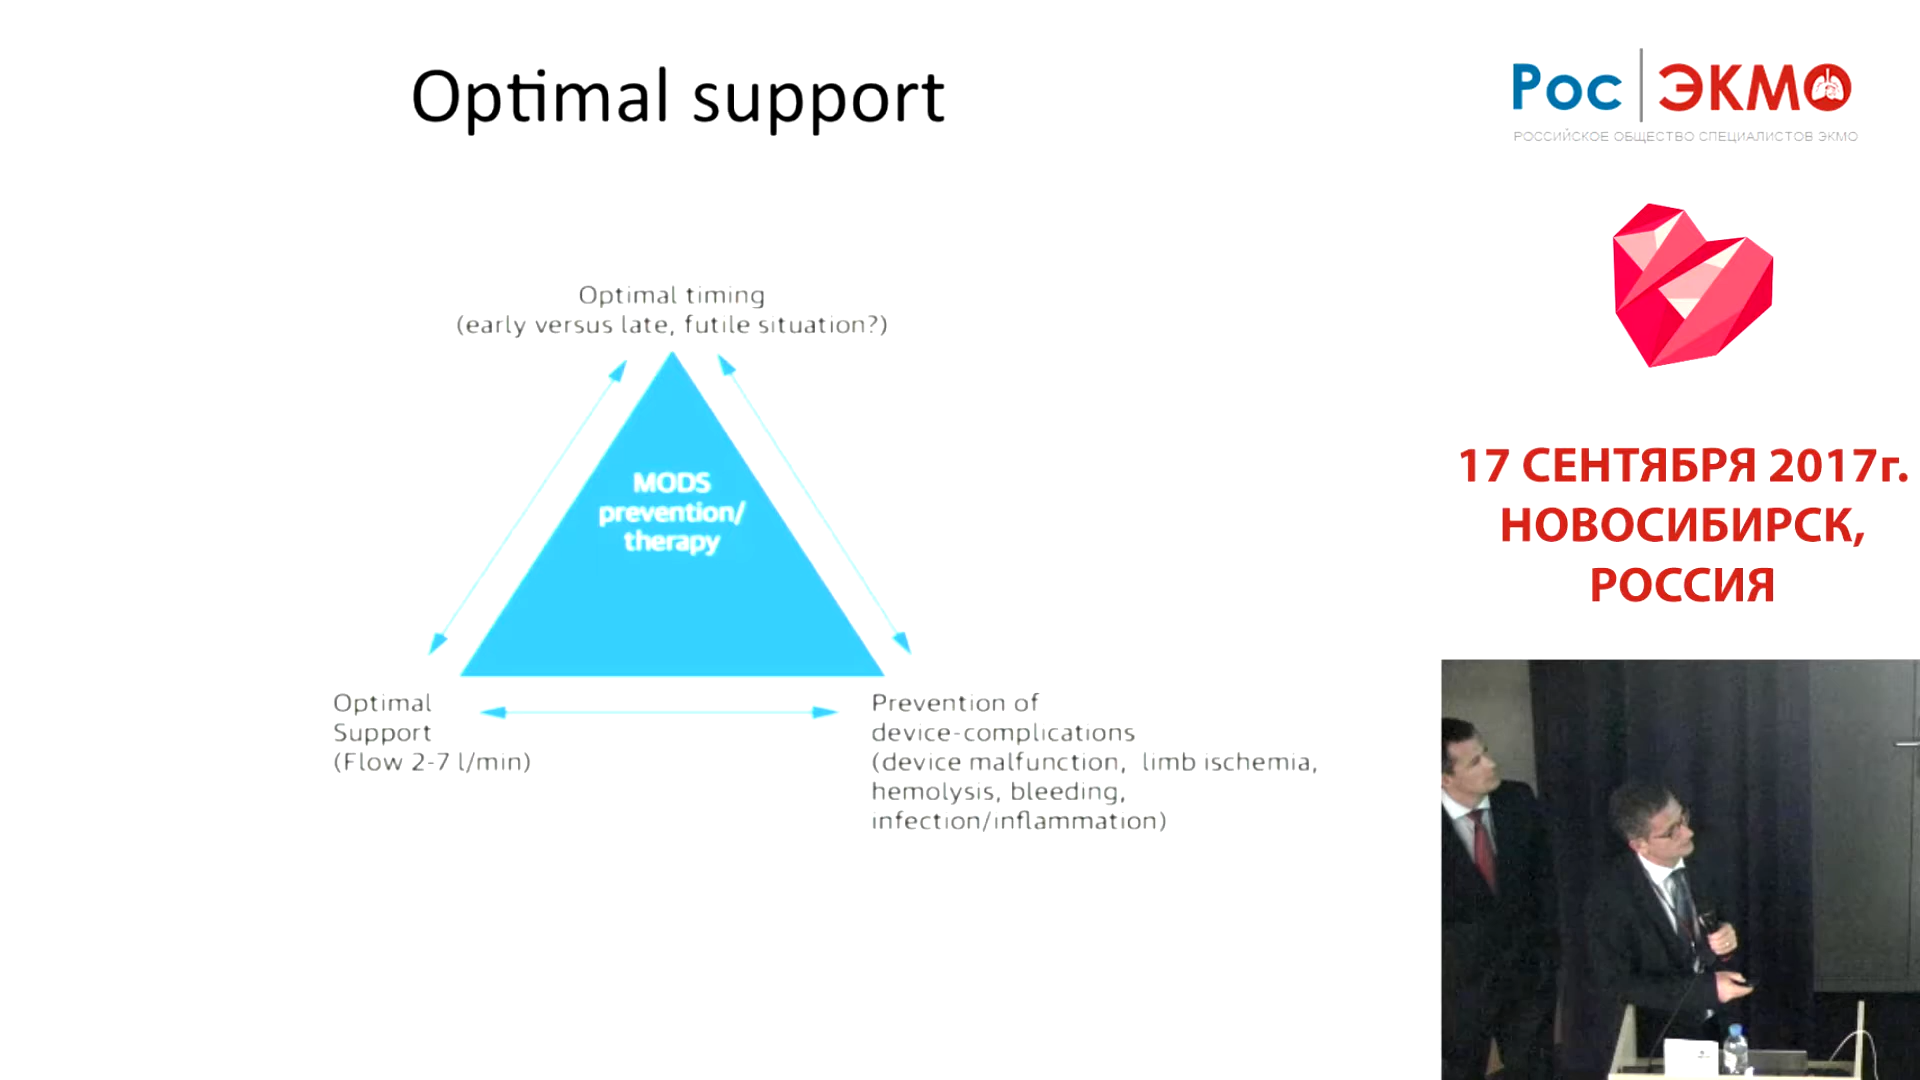 Optimal support
Optimal timing
(early versus late, futile situation?)
MODS
prevention/
therapy
Optimal
Support
(Flow 2-7 l/min)
Prevention of
device-complications
(device malfunction, limb ischemia,
hemolysis, bleeding,
infection/inflammation)
Рос ЭКМО
РОССИЙСКОЕ ОБЩЕСТВО СПЕЦИАЛИСТОВ ЭКМО
17 СЕНТЯБРЯ 2017г.
НОВОСИБИРСК,
РОССИЯ